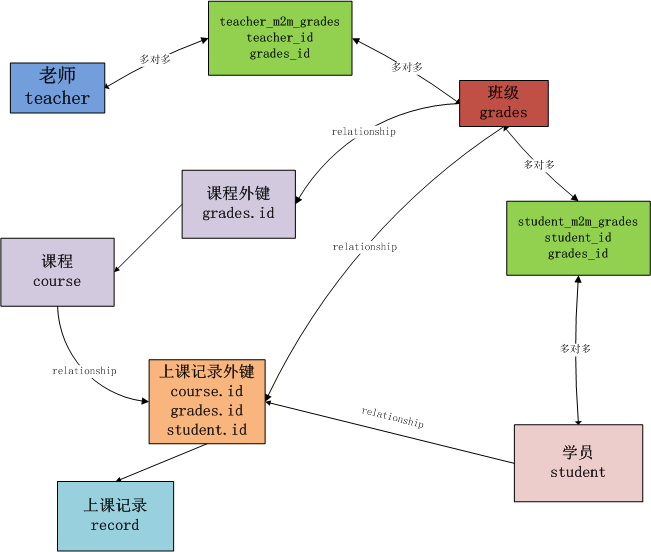 teacher_m2m_grades
teacher_id
grades_id
多对多
多对多
老师
teacher
班级
grades
relationship
多对多
课程外键
grades.id
student_m2m_grades
student_id
grades_id
relationship
课程
course
多对多
relationship
上课记录外键
course.id
grades.id
student.id
relationship
学员
student
上课记录
record